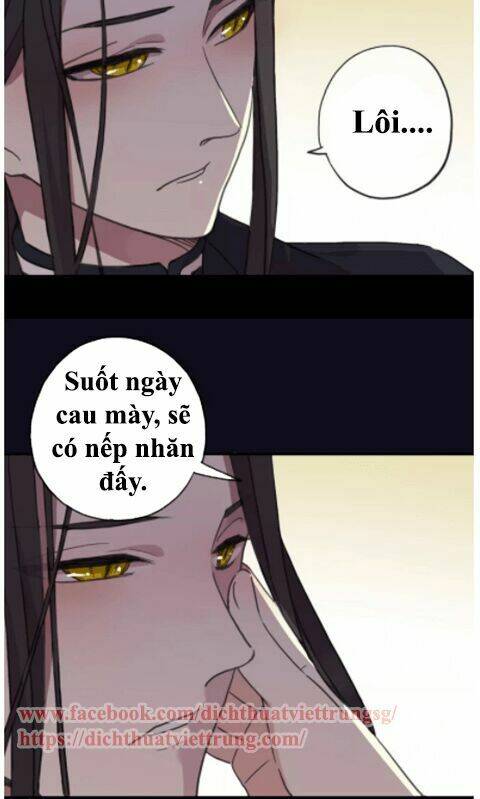 Lôi....
Suốt ngày
cau mày, sẽ
có nếp nhăn
đấy.
www.facebook.com/dichthuatviettrungsg/
https://dichthuatviettrung.com/